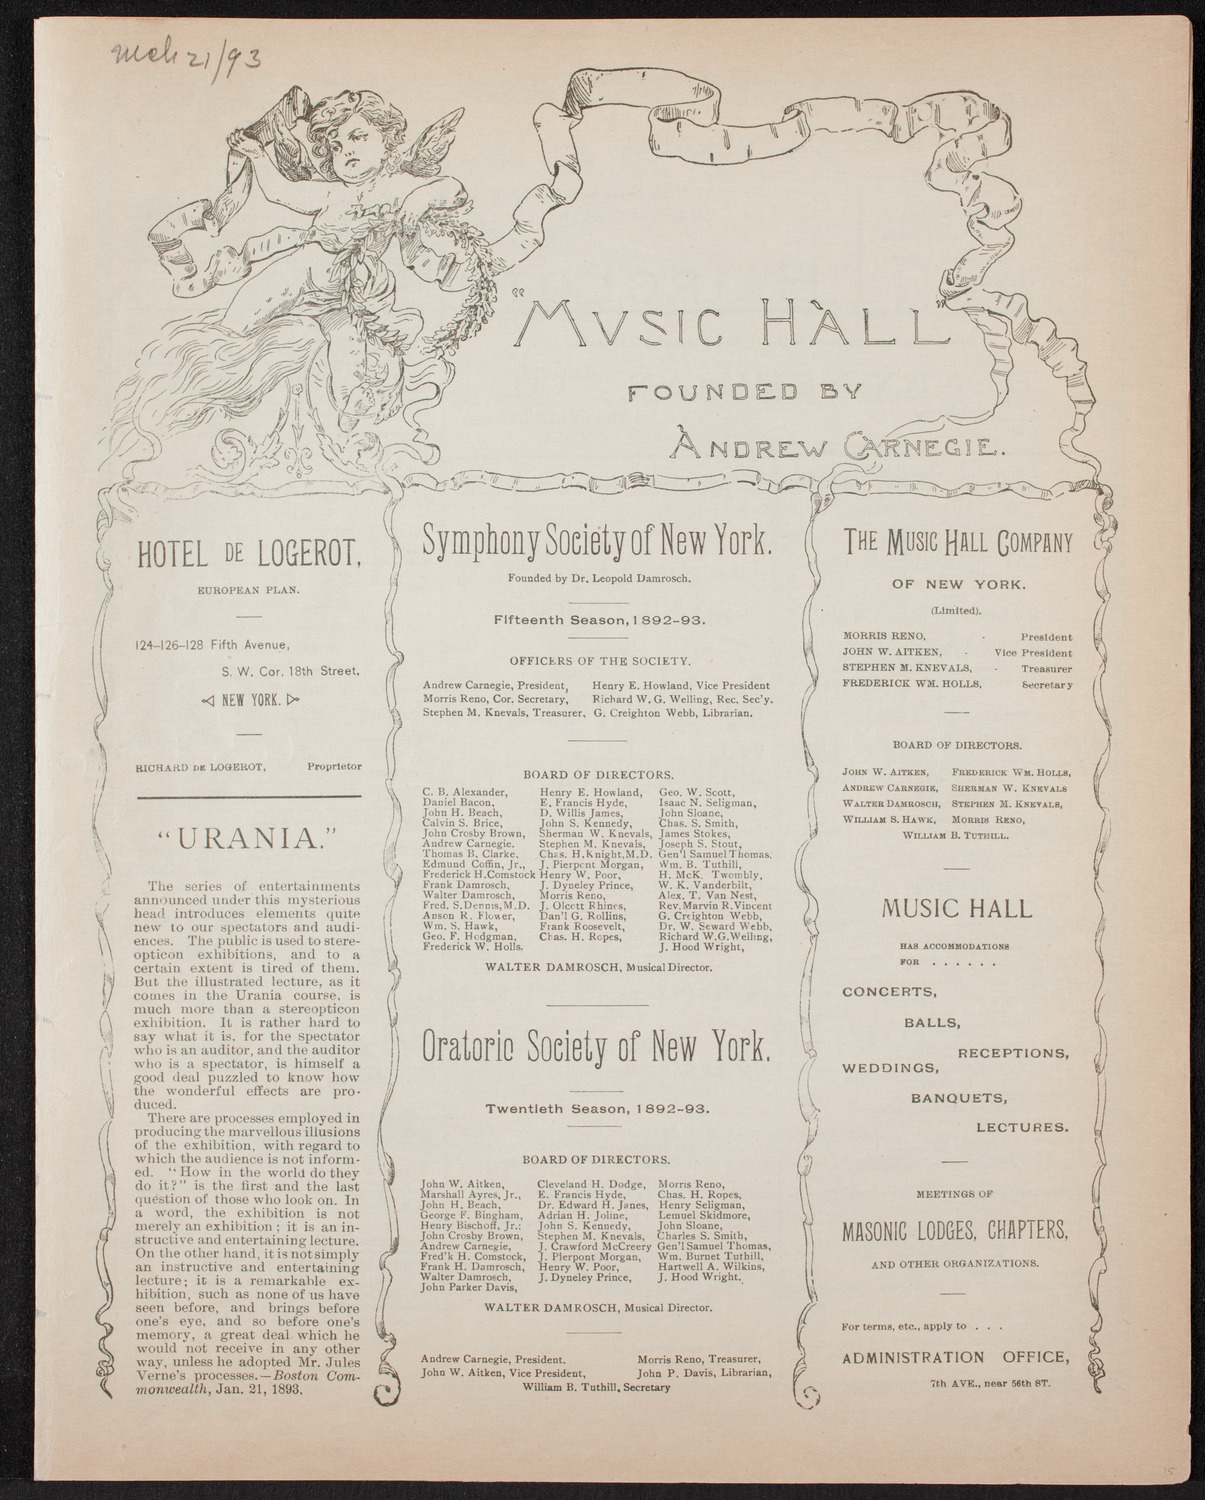 Mch 21/93
"MVSIC HALL"
FOUNDED BY
ANDREW CARNEGIE.
HOTEL DE LOGEROT,
EUROPEAN PLAN.
124–126–128 Fifth Avenue,
S. W. Cor. 18th Street,
NEW YORK.
RICHARD DE LOGEROT, Proprietor
"URANIA."
The series of entertainments
announced under this mysterious
head introduces elements quite
new to our spectators and audi-
ences. The public is used to stere-
opticon exhibitions, and to a
certain extent is tired of them.
But the illustrated lecture, as it
comes in the Urania course, is
much more than a stereopticon
exhibition. It is rather hard to
say what it is, for the spectator
who is an auditor, and the auditor
who is a spectator, is himself a
good deal puzzled to know how
the wonderful effects are pro-
duced.
There are processes employed in
producing the marvellous illusions
of the exhibition, with regard to
which the audience is not inform-
ed. "How in the world do they
do it?" is the first and the last
question of those who look on. In
a word, the exhibition is not
merely an exhibition; it is an in-
structive and entertaining lecture.
On the other hand, it is not simply
an instructive and entertaining
lecture; it is a remarkable ex-
hibition, such as none of us have
seen before, and brings before
one's eye, and so before one's
memory, a great deal which he
would not receive in any other
way, unless he adopted Mr. Jules
Verne's processes.—Boston Com-
monwealth, Jan. 21, 1893.
Symphony Society of New York.
Founded by Dr. Leopold Damrosch.
Fifteenth Season, 1892-93.
OFFICERS OF THE SOCIETY.
Andrew Carnegie, President, Henry E. Howland, Vice President
Morris Reno, Cor. Secretary, Richard W. G. Welling, Rec. Sec'y.
Stephen M. Knevals, Treasurer, G. Creighton Webb, Librarian.
BOARD OF DIRECTORS.
C. B. Alexander, Henry E. Howland, Geo. W. Scott,
Daniel Bacon, E. Francis Hyde, Isaac N. Seligman,
John H. Beach, D. Willis James, John Sloane,
Calvin S. Brice, John S. Kennedy, Chas. S. Smith,
John Crosby Brown, Sherman W. Knevals, James Stokes,
Andrew Carnegie. Stephen M. Knevals, Joseph S. Stout,
Thomas B. Clarke, Chas. H. Knight, M.D. Gen'l Samuel Thomas,
Edmund Coffin, Jr., J. Pierpont Morgan, Wm. B. Tuthill,
Frederick H. Comstock Henry W. Poor, H. McK. Twombly,
Frank Damrosch, J. Dyneley Prince, W. K. Vanderbilt,
Walter Damrosch, Morris Reno, Alex. T. Van Nest,
Fred. S. Dennis, M.D. J. Olcott Rhines, Rev. Marvin R. Vincent
Anson R. Flower, Dan'l G. Rollins, G. Creighton Webb,
Wm. S. Hawk, Frank Roosevelt, Dr. W. Seward Webb,
Geo. F. Hodgman, Chas. H. Ropes, Richard W.G. Welling,
Frederick W. Holls. J. Hood Wright,
WALTER DAMROSCH, Musical Director.
Oratorio Society of New York.
Twentieth Season, 1892-93.
BOARD OF DIRECTORS.
John W. Aitken, Cleveland H. Dodge, Morris Reno,
Marshall Ayres, Jr., E. Francis Hyde, Chas. H. Ropes,
John H. Beach, Dr. Edward H. Janes, Henry Seligman,
George F. Bingham, Adrian H. Joline, Lemuel Skidmore,
Henry Bischoff, Jr.: John S. Kennedy, John Sloane,
John Crosby Brown, Stephen M. Knevals, Charles S. Smith,
Andrew Carnegie, J. Crawford McCreery Gen'l Samuel Thomas,
Fred'k H. Comstock, J. Pierpont Morgan, Wm. Burnet Tuthill,
Frank H. Damrosch, Henry W. Poor, Hartwell A. Wilkins,
Walter Damrosch, J. Dyneley Prince, J. Hood Wright.
John Parker Davis,
WALTER DAMROSCH, Musical Director.
Andrew Carnegie, President. Morris Reno, Treasurer,
John W. Aitken, Vice President, John P. Davis, Librarian,
William B. Tuthill, Secretary
THE MUSIC HALL COMPANY
OF NEW YORK.
(Limited).
MORRIS RENO, - President
JOHN W. AITKEN, - Vice President
STEPHEN M. KNEVALS, - Treasurer
FREDERICK WM. HOLLS, Secretary
BOARD OF DIRECTORS.
JOHN W. AITKEN, FREDERICK WM. HOLLS,
ANDREW CARNEGIE, SHERMAN W. KNEVALS
WALTER DAMROSCH, STEPHEN M. KNEVALS,
WILLIAM S. HAWK, MORRIS RENO,
WILLIAM B. TUTHILL.
MUSIC HALL
HAS ACCOMMODATIONS
FOR . . . . . .
CONCERTS,
BALLS,
RECEPTIONS,
WEDDINGS,
BANQUETS,
LECTURES.
MEETINGS OF
MASONIC LODGES, CHAPTERS,
AND OTHER ORGANIZATIONS.
For terms, etc., apply to . . .
ADMINISTRATION OFFICE,
7th AVE., near 56th ST.
15